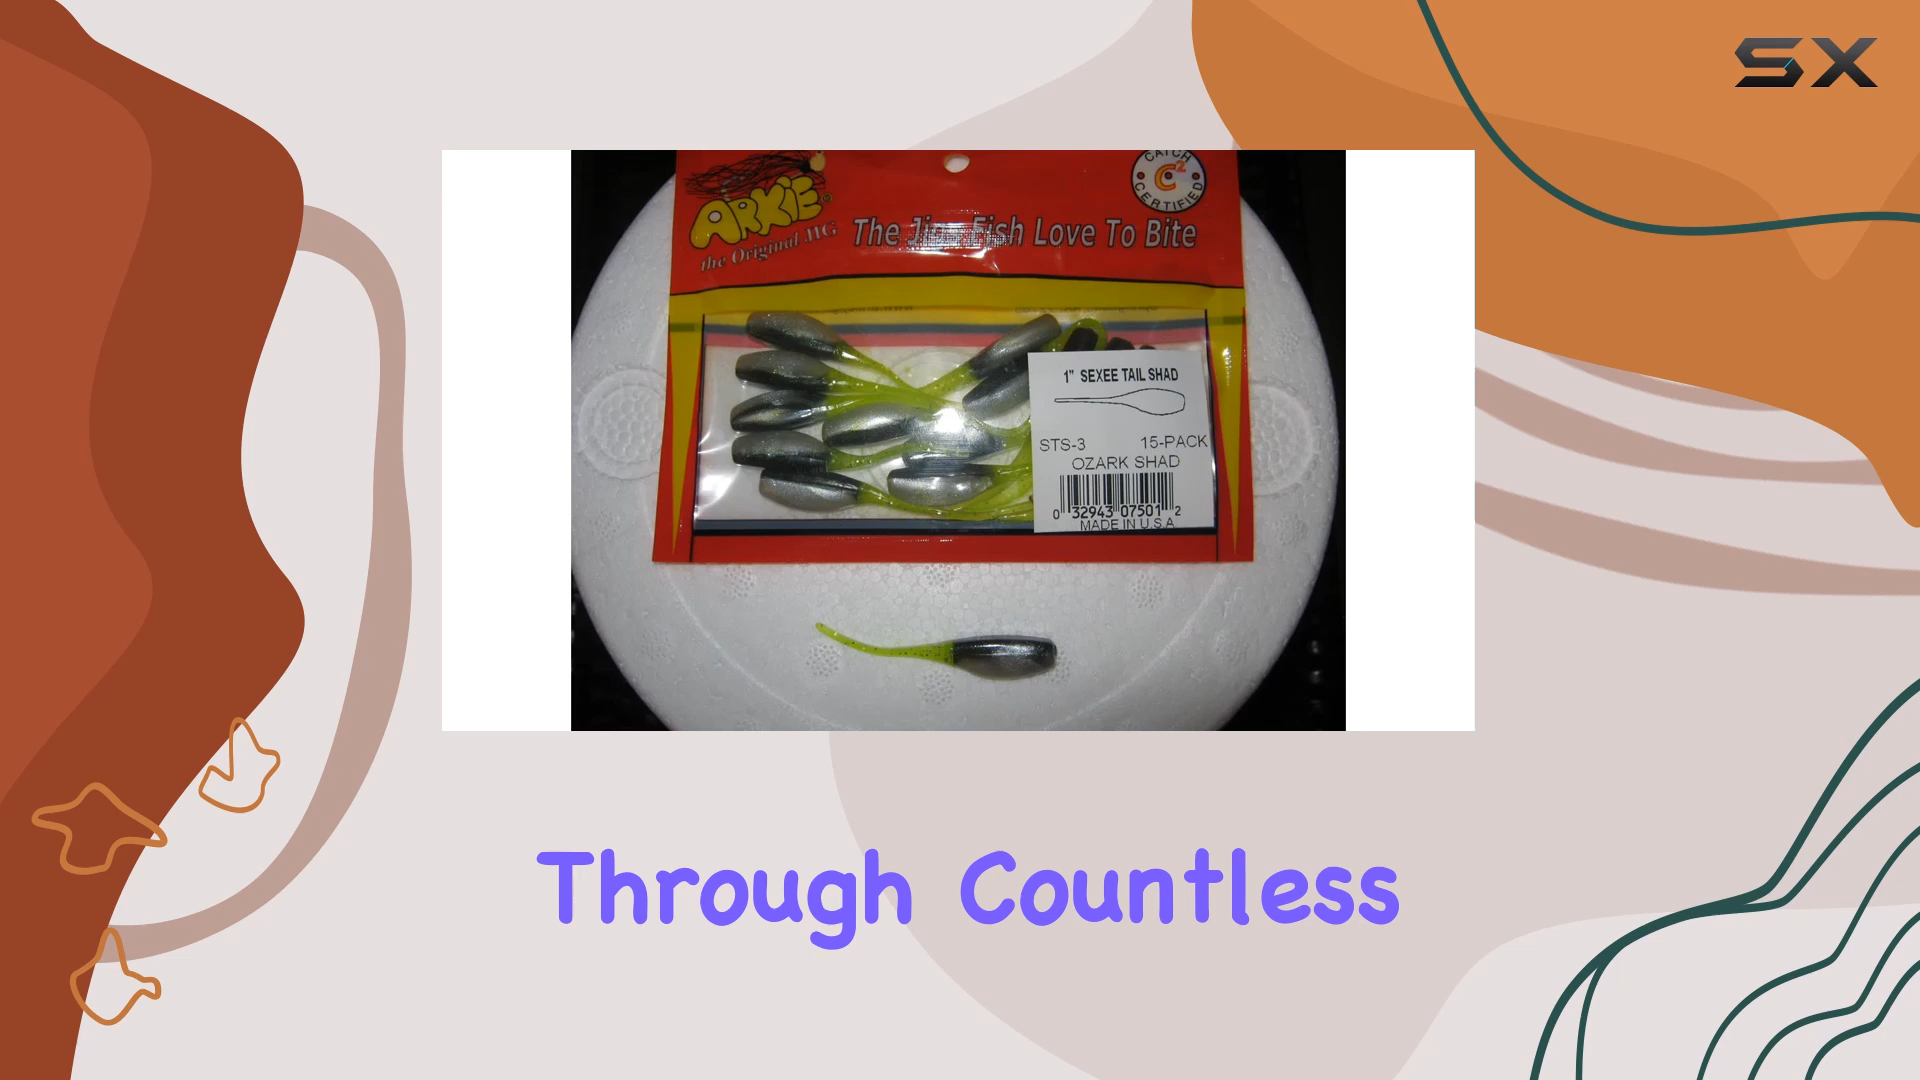 SX
CATCH
C2
CERTIFIED
ARKIE
the Original JIG
The Jigs Fish Love To Bite
1" SEXEE TAIL SHAD
STS-3 15-PACK
OZARK SHAD
0 32943 07501 2
MADE IN U.S.A
Through Countless